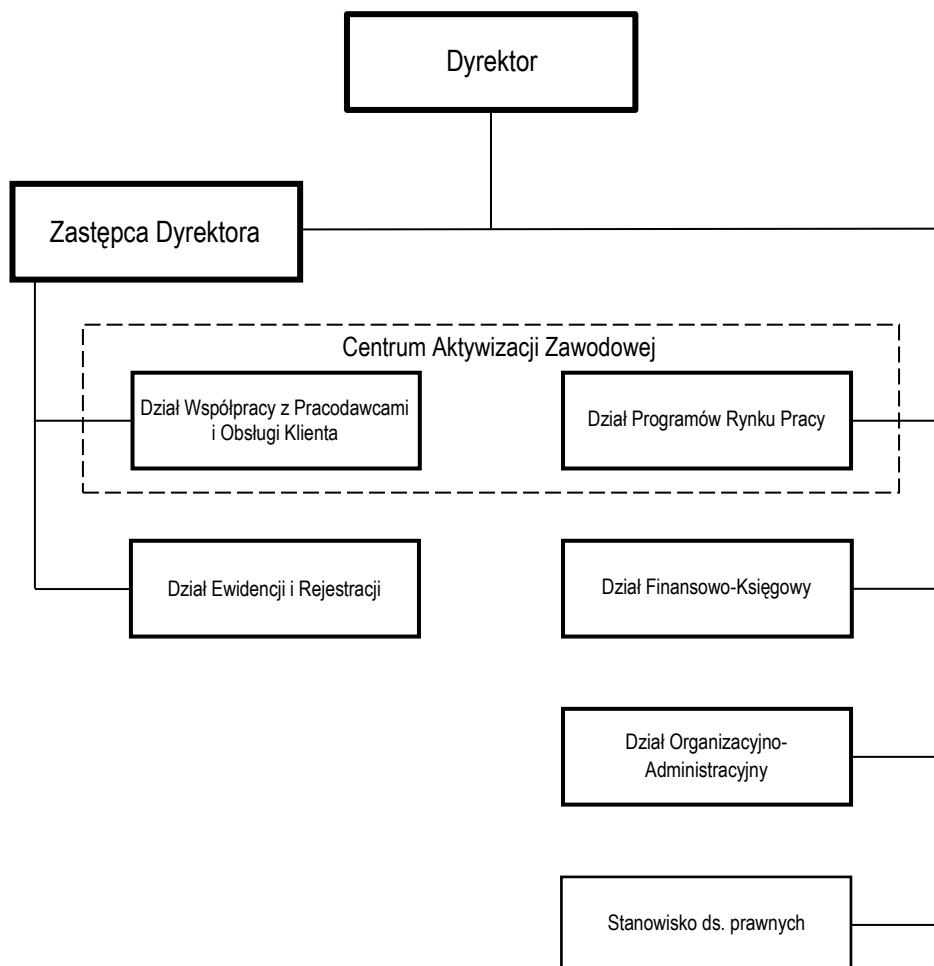 Dyrektor
Zastępca Dyrektora
Centrum Aktywizacji Zawodowej
Dział Współpracy z Pracodawcami
i Obsługi Klienta
Dział Programów Rynku Pracy
Dział Ewidencji i Rejestracji
Dział Finansowo-Księgowy
Dział Organizacyjno-
Administracyjny
Stanowisko ds. prawnych